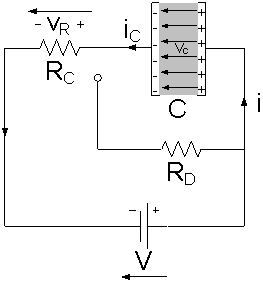 - V_R +
i_C
V_C
- +
- +
- +
- +
- +
- +
- +
R_C
C
i
R_D
- +
V